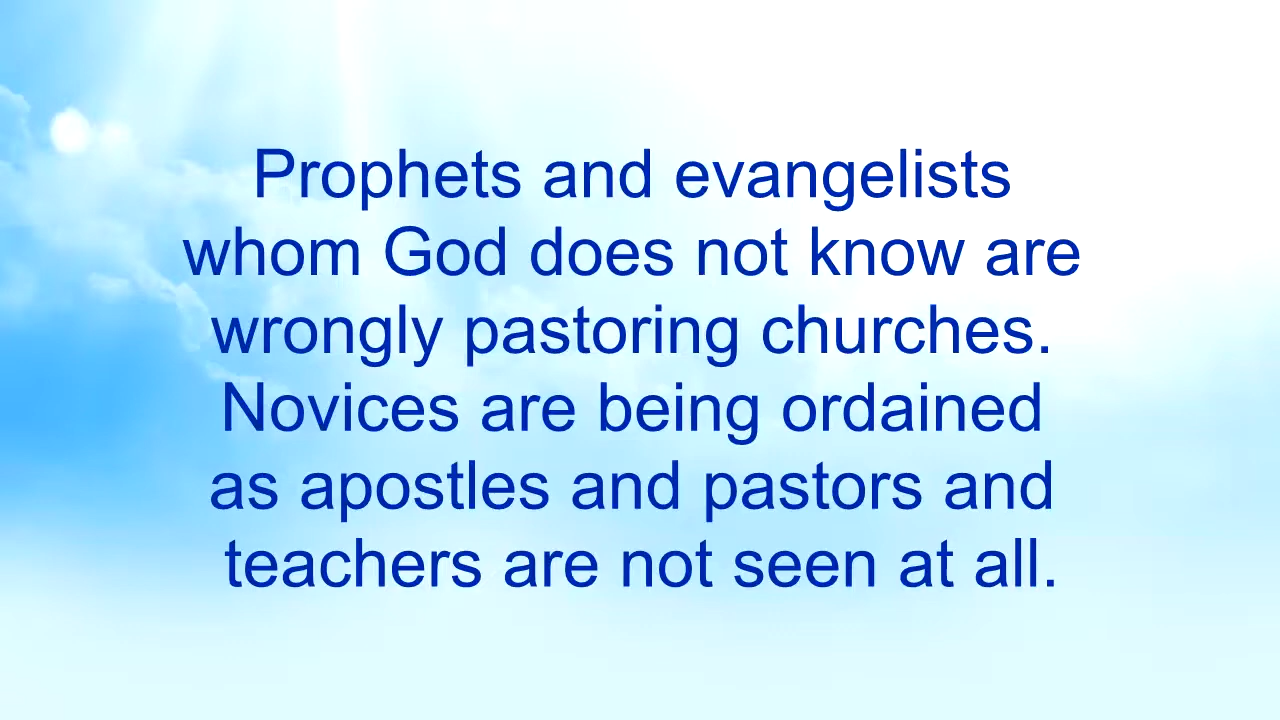 Prophets and evangelists
whom God does not know are
wrongly pastoring churches.
Novices are being ordained
as apostles and pastors and
teachers are not seen at all.